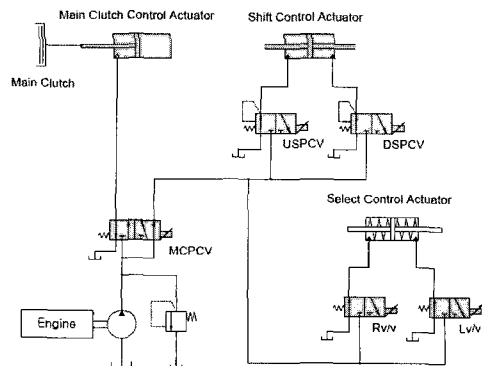 Main Clutch Control Actuator
Shift Control Actuator
Main Clutch
USPCV
DSPCV
Select Control Actuator
MCPCV
Engine
Rv/v
Lv/v